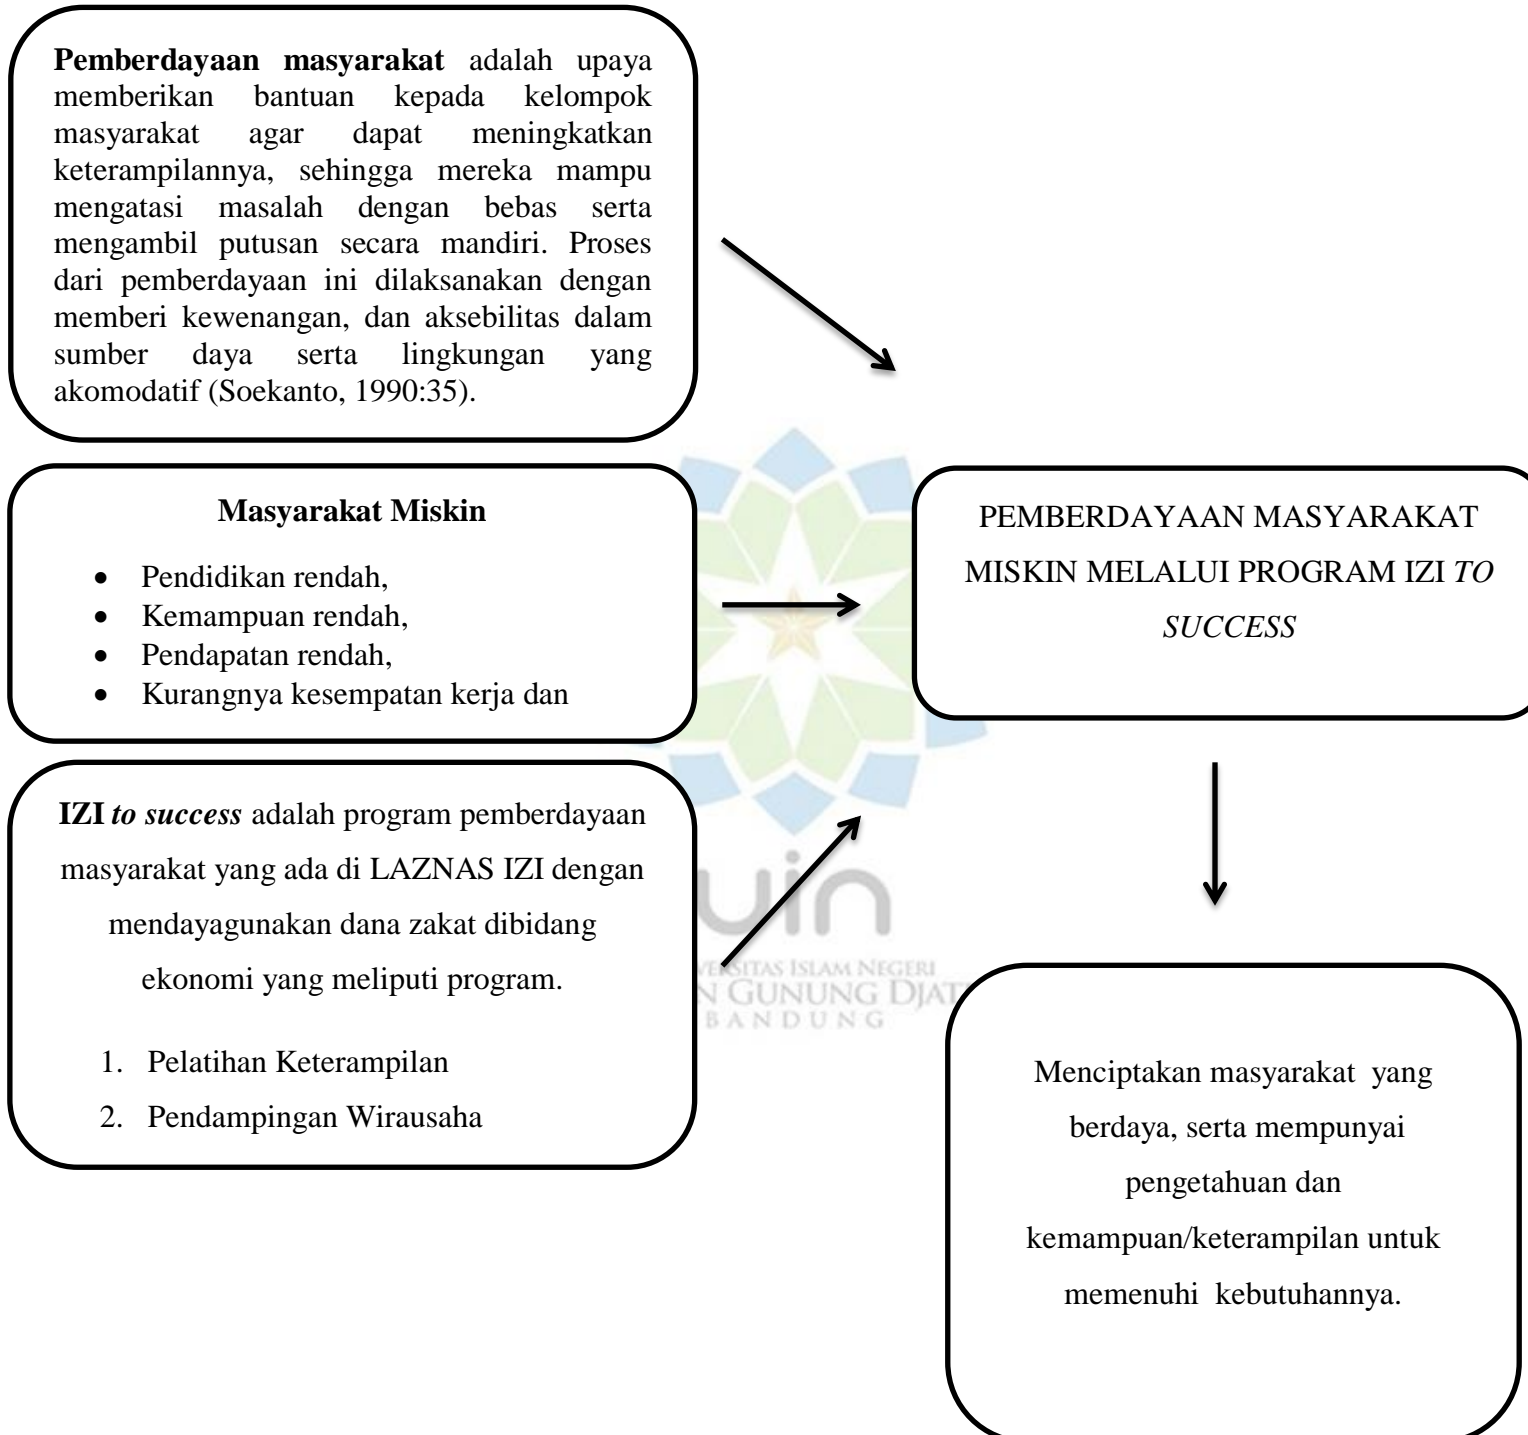 Pemberdayaan masyarakat adalah upaya
memberikan bantuan kepada kelompok
masyarakat agar dapat meningkatkan
keterampilannya, sehingga mereka mampu
mengatasi masalah dengan bebas serta
mengambil putusan secara mandiri. Proses
dari pemberdayaan ini dilaksanakan dengan
memberi kewenangan, dan aksebilitas dalam
sumber daya serta lingkungan yang
akomodatif (Soekanto, 1990:35).
Masyarakat Miskin
• Pendidikan rendah,
• Kemampuan rendah,
• Pendapatan rendah,
• Kurangnya kesempatan kerja dan
IZI to success adalah program pemberdayaan
masyarakat yang ada di LAZNAS IZI dengan
mendayagunakan dana zakat dibidang
ekonomi yang meliputi program.
1. Pelatihan Keterampilan
2. Pendampingan Wirausaha
PEMBERDAYAAN MASYARAKAT
MISKIN MELALUI PROGRAM IZI TO
SUCCESS
Menciptakan masyarakat yang
berdaya, serta mempunyai
pengetahuan dan
kemampuan/keterampilan untuk
memenuhi kebutuhannya.
uin
ISLAM NEGERI
GUNUNG
BANDUNG